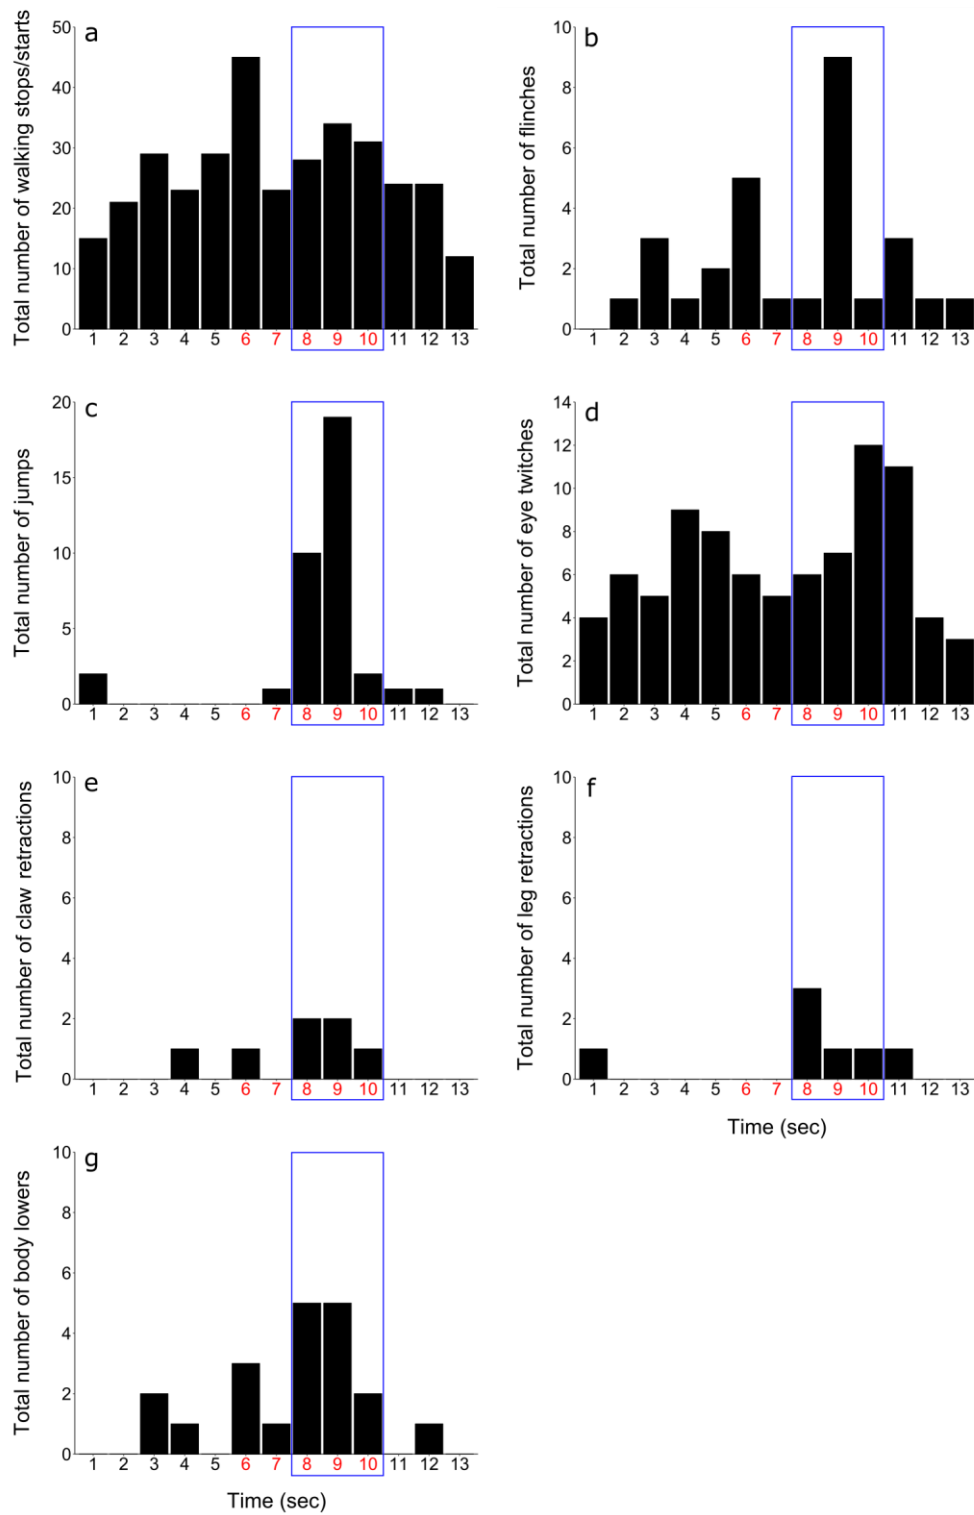 a
Total number of walking stops/starts
50
40
30
20
10
0
1 2 3 4 5 6 7 8 9 10 11 12 13
b
Total number of flinches
10
8
6
4
2
0
1 2 3 4 5 6 7 8 9 10 11 12 13
c
Total number of jumps
20
15
10
5
0
1 2 3 4 5 6 7 8 9 10 11 12 13
d
Total number of eye twitches
14
12
10
8
6
4
2
0
1 2 3 4 5 6 7 8 9 10 11 12 13
e
Total number of claw retractions
10
8
6
4
2
0
1 2 3 4 5 6 7 8 9 10 11 12 13
f
Total number of leg retractions
10
8
6
4
2
0
1 2 3 4 5 6 7 8 9 10 11 12 13
Time (sec)
g
Total number of body lowers
10
8
6
4
2
0
1 2 3 4 5 6 7 8 9 10 11 12 13
Time (sec)